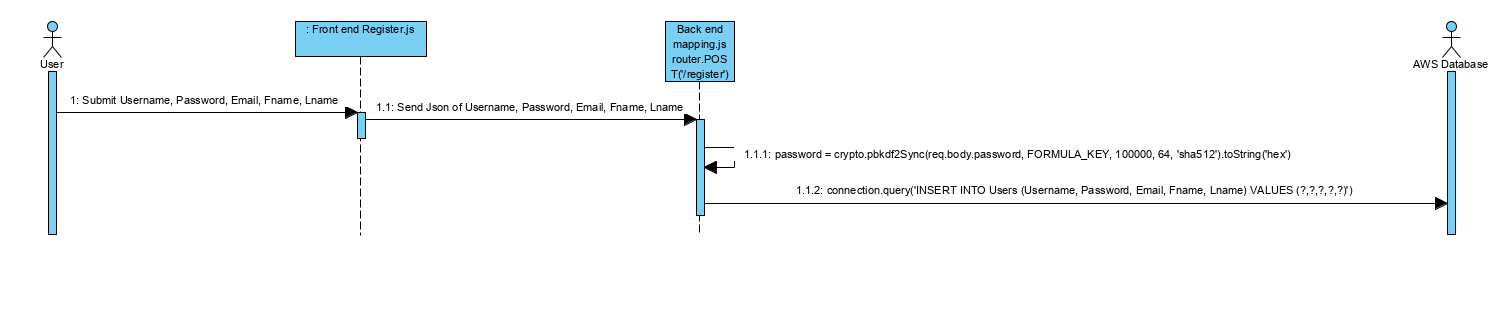 User
: Front end Register.js
Back end
mapping.js
router.POS
T('/register')
AWS Database
1: Submit Username, Password, Email, Fname, Lname
1.1: Send Json of Username, Password, Email, Fname, Lname
1.1.1: password = crypto.pbkdf2Sync(req.body.password, FORMULA_KEY, 100000, 64, 'sha512').toString('hex')
1.1.2: connection.query('INSERT INTO Users (Username, Password, Email, Fname, Lname) VALUES (?,?,?,?,?)')